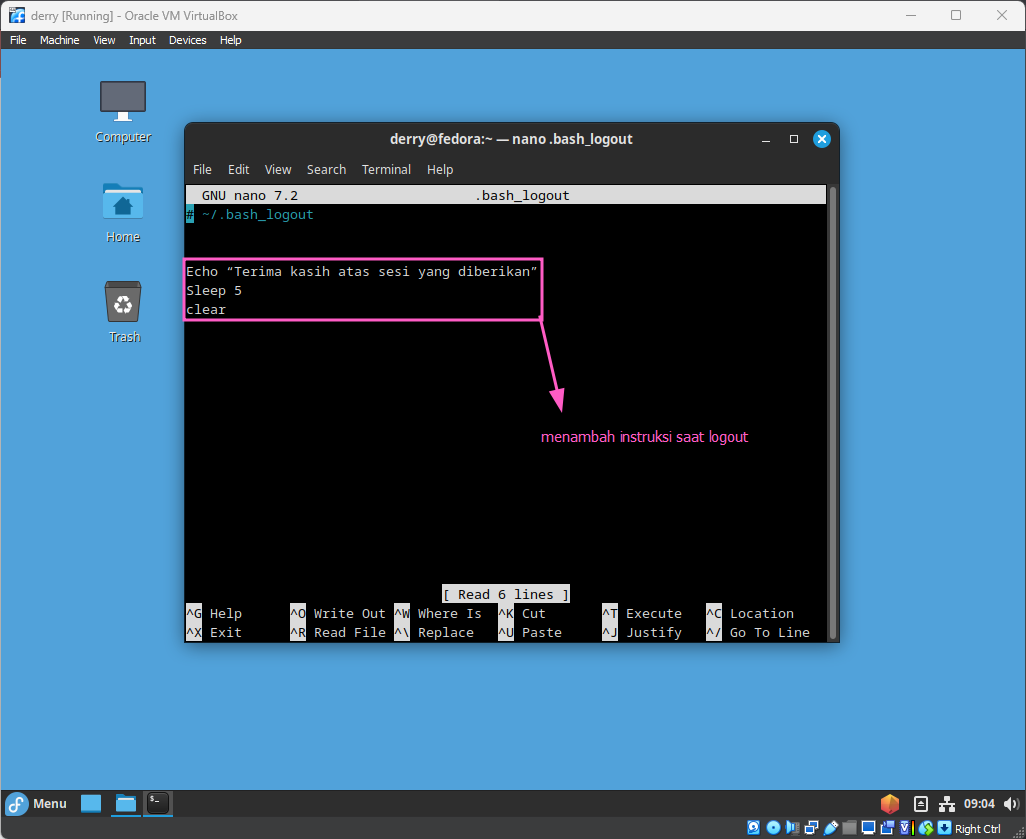 derry [Running] - Oracle VM VirtualBox
File Machine View Input Devices Help
Computer
Home
Trash
derry@fedora:~ — nano .bash_logout
File Edit View Search Terminal Help
GNU nano 7.2 .bash_logout
# ~/.bash_logout
Echo “Terima kasih atas sesi yang diberikan”
Sleep 5
clear
menambah instruksi saat logout
[ Read 6 lines ]
^G Help ^O Write Out ^W Where Is ^K Cut ^T Execute ^C Location
^X Exit ^R Read File ^\ Replace ^U Paste ^J Justify ^/ Go To Line
Menu 09:04
Right Ctrl